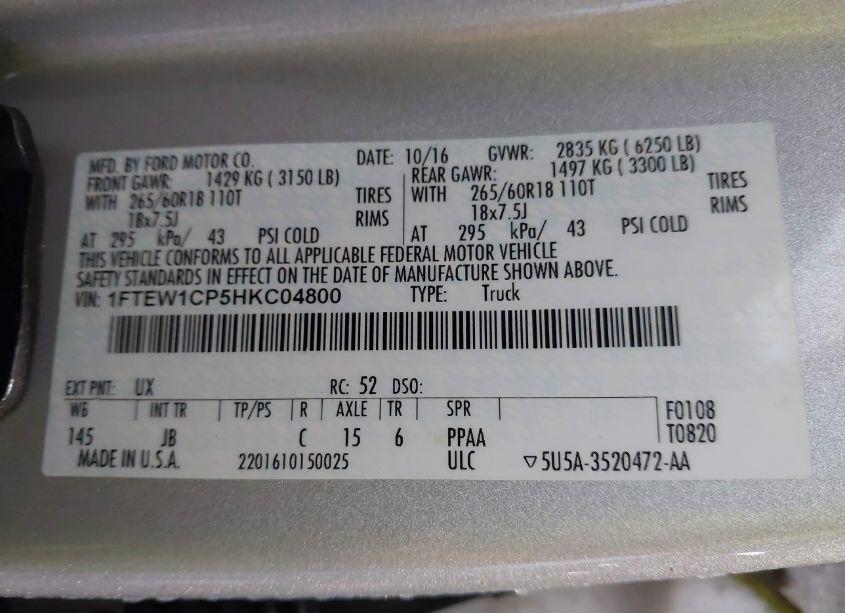 MFD. BY FORD MOTOR CO. DATE: 10/16 GVWR: 2835 KG ( 6250 LB)
FRONT GAWR: 1429 KG ( 3150 LB) REAR GAWR: 1497 KG ( 3300 LB)
WITH 265/60R18 110T TIRES WITH 265/60R18 110T TIRES
18x7.5J RIMS 18x7.5J RIMS
AT 295 kPa/ 43 PSI COLD AT 295 kPa/ 43 PSI COLD
THIS VEHICLE CONFORMS TO ALL APPLICABLE FEDERAL MOTOR VEHICLE
SAFETY STANDARDS IN EFFECT ON THE DATE OF MANUFACTURE SHOWN ABOVE.
VIN: 1FTEW1CP5HKC04800 TYPE: Truck
EXT PNT: UX RC: 52 DSO:
WB INT TR TP/PS R AXLE TR SPR F0108
145 JB C 15 6 PPAA T0820
MADE IN U.S.A. 2201610150025 ULC ▽5U5A-3520472-AA